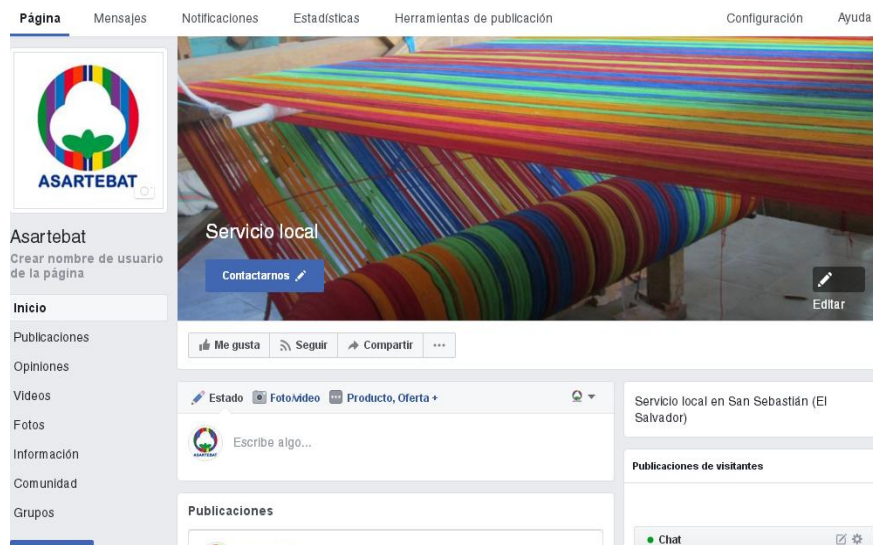 Página Mensajes Notificaciones Estadísticas Herramientas de publicación Configuración Ayuda
ASARTEBAT
Asartebat
Crear nombre de usuario
de la página
Servicio local
Contactarnos
Editar
Inicio
Publicaciones
Opiniones
Videos
Fotos
Información
Comunidad
Grupos
Me gusta Seguir Compartir ...
Estado Foto/video Producto, Oferta +
ASARTEBAT
Escribe algo...
Publicaciones
Servicio local en San Sebastián (El
Salvador)
Publicaciones de visitantes
Chat